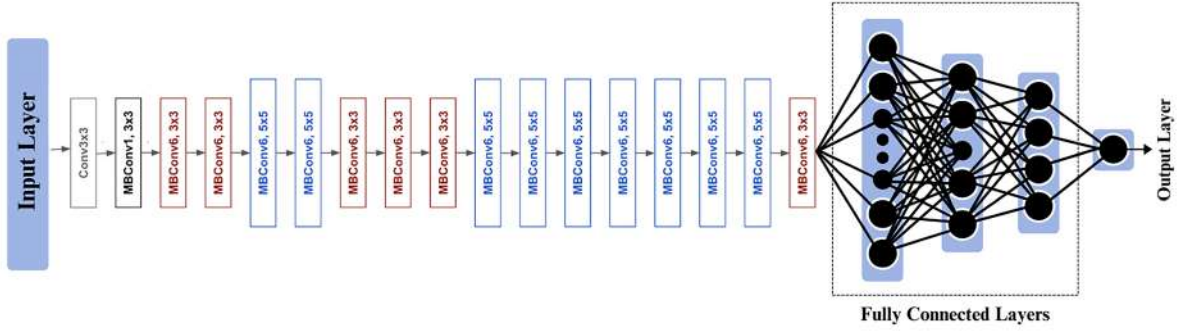 Input Layer
Conv3x3
MBConv1, 3x3
MBConv6, 3x3
MBConv6, 3x3
MBConv6, 5x5
MBConv6, 5x5
MBConv6, 3x3
MBConv6, 3x3
MBConv6, 3x3
MBConv6, 5x5
MBConv6, 5x5
MBConv6, 5x5
MBConv6, 5x5
MBConv6, 5x5
MBConv6, 5x5
MBConv6, 5x5
MBConv6, 3x3
Fully Connected Layers
Output Layer